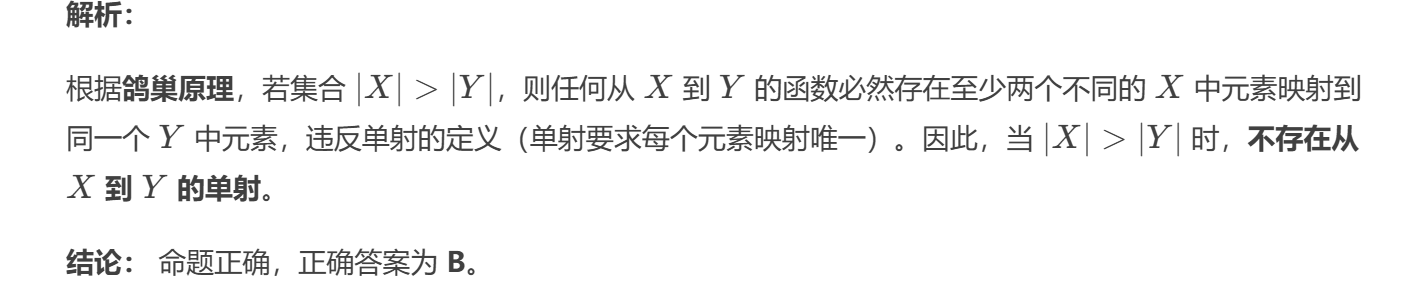 解析：
根据鸽巢原理，若集合 |X| > |Y|，则任何从 X 到 Y 的函数必然存在至少两个不同的 X 中元素映射到
同一个 Y 中元素，违反单射的定义（单射要求每个元素映射唯一）。因此，当 |X| > |Y| 时，不存在从
X 到 Y 的单射。
结论： 命题正确，正确答案为 B。